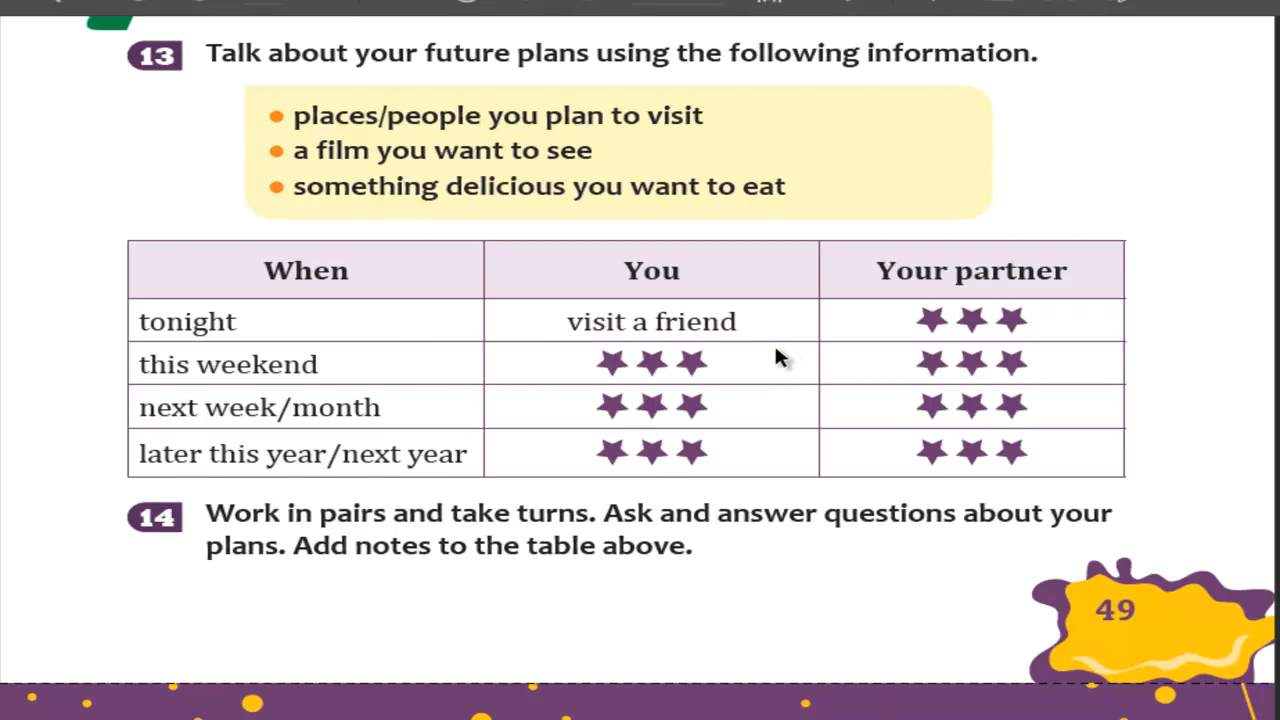 13 Talk about your future plans using the following information.
• places/people you plan to visit
• a film you want to see
• something delicious you want to eat
When You Your partner
tonight visit a friend ★ ★ ★
this weekend ★ ★ ★ ★ ★ ★
next week/month ★ ★ ★ ★ ★ ★
later this year/next year ★ ★ ★ ★ ★ ★
14 Work in pairs and take turns. Ask and answer questions about your
plans. Add notes to the table above.
49